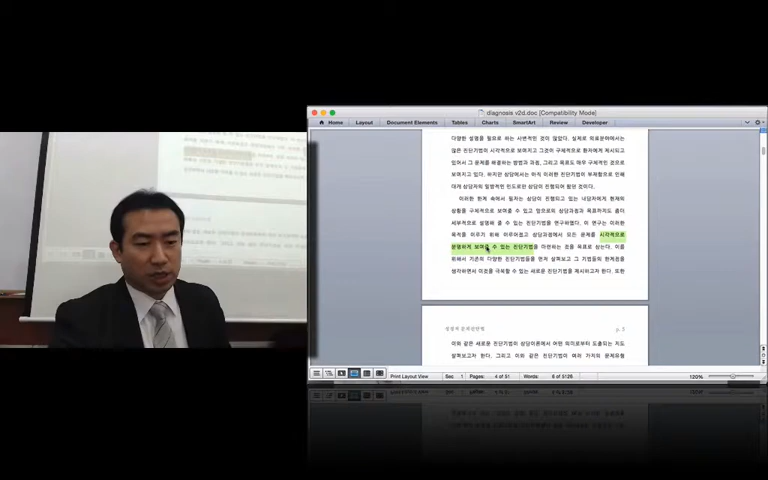 diagnosis v2d.doc [Compatibility Mode]
Home Layout Document Elements Tables Charts SmartArt Review Developer
다양한 설명을 필요로 하는 사변적인 것이 많았다. 실제로 의료분야에서는
많은 진단기법이 시각적으로 보여지고 그것이 구체적으로 환자에게 제시되고
있어서 그 문제를 해결하는 방법과 과정, 그리고 목표도 매우 구체적인 것으로
보여지고 있다. 하지만 상담에서는 아직 이러한 진단기법이 부재함으로 인해
대개 상담자의 일방적인 인도로만 상담이 진행되어 왔던 것이다.
이러한 한계 속에서 필자는 상담이 진행되고 있는 내담자에게 현재의
상황을 구체적으로 보여줄 수 있고 앞으로의 상담과정과 목표까지도 좀더
세부적으로 설명해 줄 수 있는 진단기법을 연구하였다. 이 연구는 이러한
목적을 이루기 위해 이루어졌고 상담과정에서 모든 문제를 시각적으로
분명하게 보여줄 수 있는 진단기법을 마련하는 것을 목표로 삼는다. 이를
위해서 기존의 다양한 진단기법들을 먼저 살펴보고 그 기법들의 한계점을
생각하면서 이것을 극복할 수 있는 새로운 진단기법을 제시하고자 한다. 또한
p. 5
이와 같은 새로운 진단기법이 상담이론에서 어떤 의미로부터 도출되는 지도
살펴보고자 한다. 그리고 이와 같은 진단기법이 여러 가지의 문제유형
Print Layout View Sec 1 Pages: 4 of 51 Words: 6 of 5126 120%